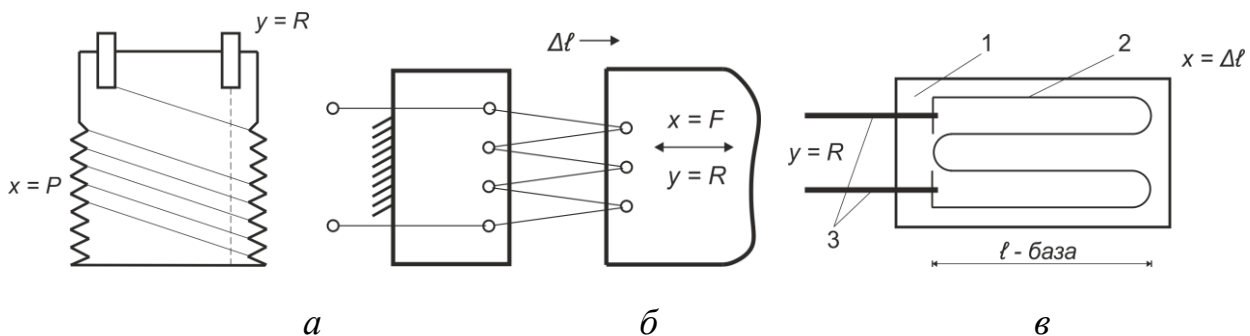 y = R
x = P
Δℓ
x = F
y = R
1
2
x = Δℓ
y = R
3
ℓ - база
а
б
в